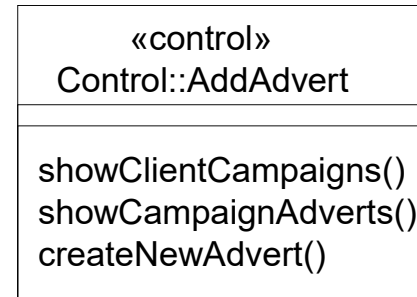 «control»
Control::AddAdvert
showClientCampaigns()
showCampaignAdverts()
createNewAdvert()